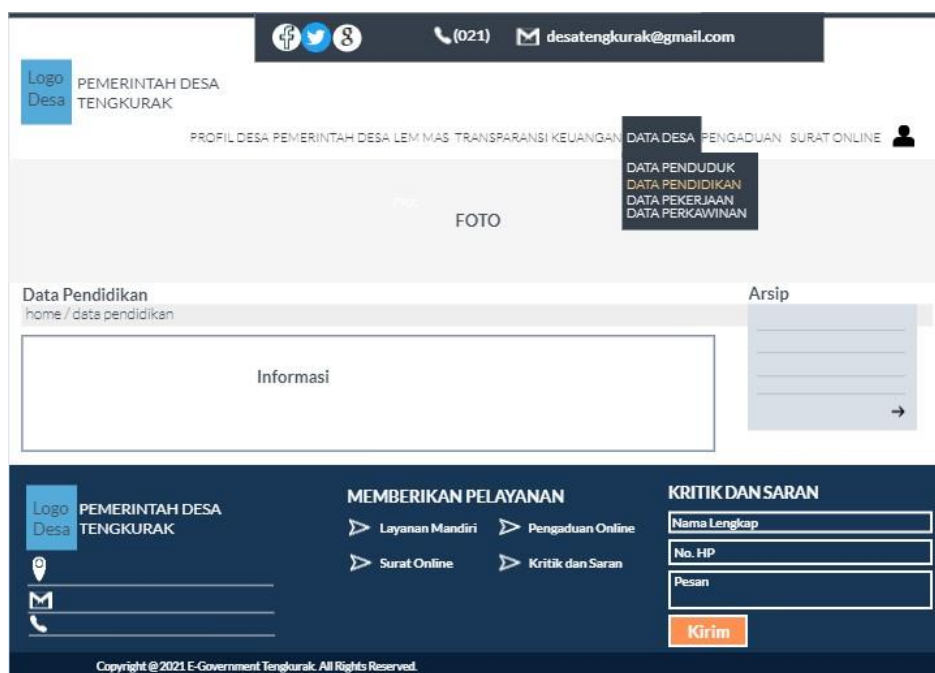 (021) desatengkurak@gmail.com
Logo
Desa
PEMERINTAH DESA
TENGKURAK
PROFIL DESA PEMERINTAH DESA LEM MAS TRANSPARANSI KEUANGAN DATA DESA PENGADUAN SURAT ONLINE
DATA PENDUDUK
DATA PENDIDIKAN
DATA PEKERJAAN
DATA PERKAWINAN
FOTO
Data Pendidikan
home / data pendidikan
Arsip
Informasi
Logo
Desa
PEMERINTAH DESA
TENGKURAK
MEMBERIKAN PELAYANAN
Layanan Mandiri
Pengaduan Online
Surat Online
Kritik dan Saran
KRITIK DAN SARAN
Nama Lengkap
No. HP
Pesan
Kirim
Copyright @ 2021 E-Government Tengkurak. All Rights Reserved.